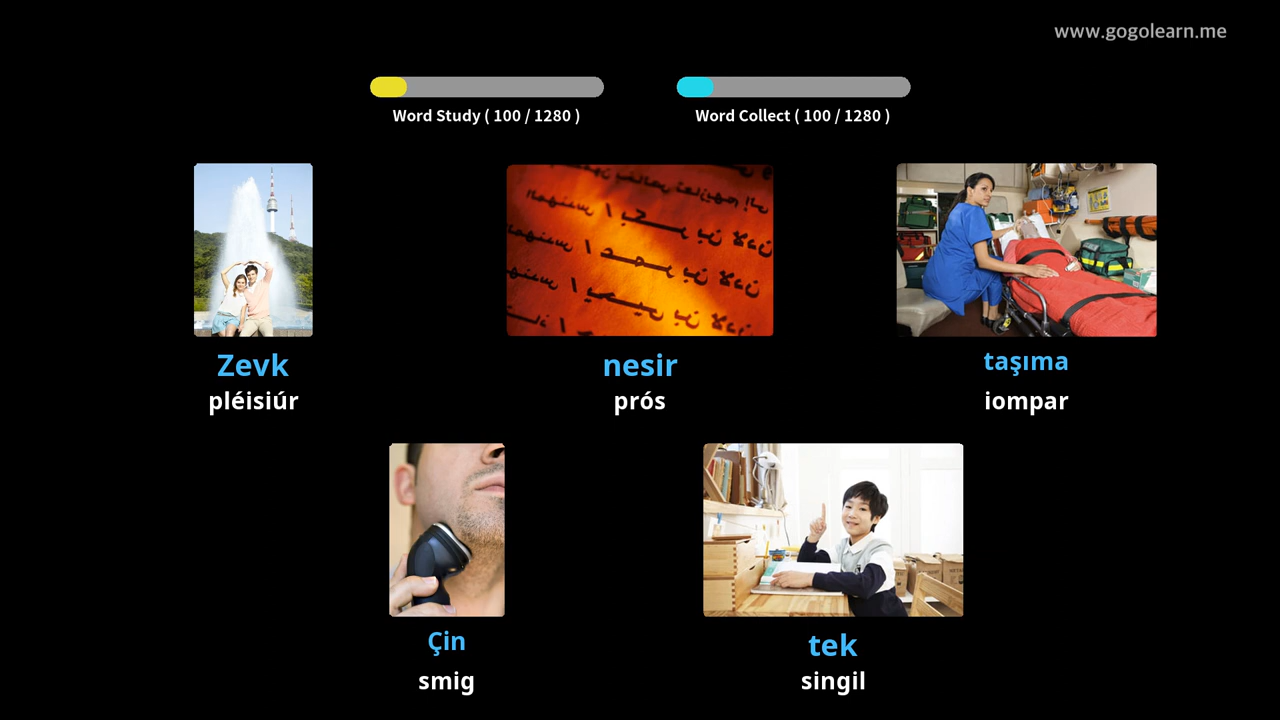 www.gogolearn.me
Word Study ( 100 / 1280 )
Word Collect ( 100 / 1280 )
Zevk
pléisiúr
nesir
prós
taşıma
iompar
Çin
smig
tek
singil